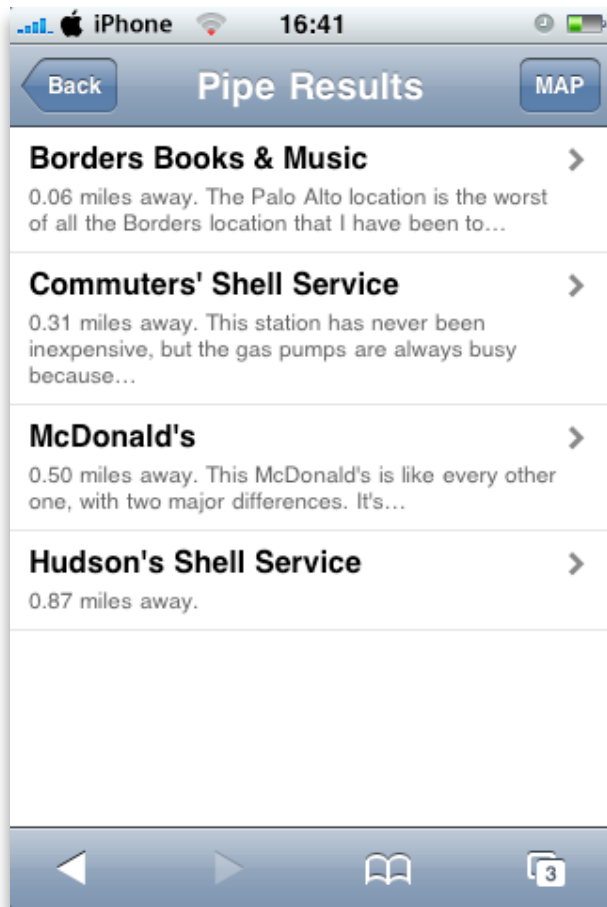 iPhone 16:41
Back Pipe Results MAP
Borders Books & Music
0.06 miles away. The Palo Alto location is the worst
of all the Borders location that I have been to…
Commuters' Shell Service
0.31 miles away. This station has never been
inexpensive, but the gas pumps are always busy
because…
McDonald's
0.50 miles away. This McDonald's is like every other
one, with two major differences. It's…
Hudson's Shell Service
0.87 miles away.
3